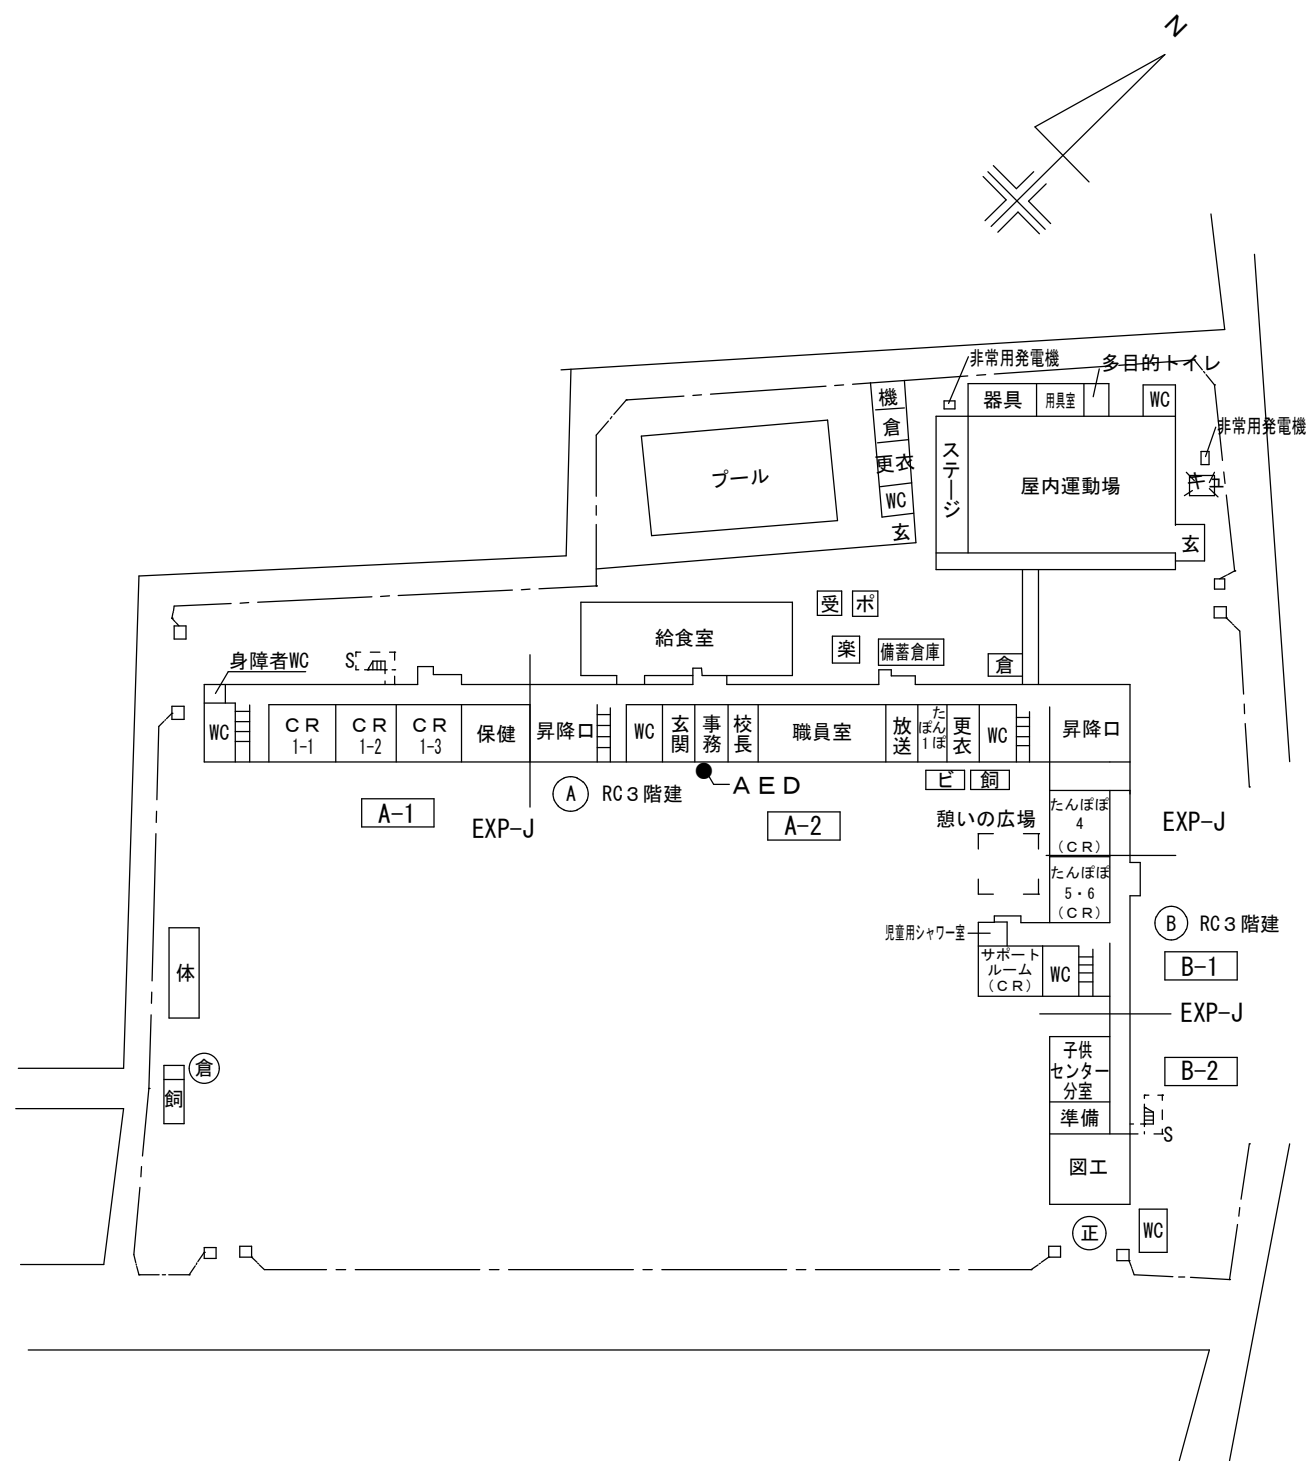 N
非常用発電機
多目的トイレ
機
器具
用具室
WC
倉
非常用発電機
ステージ
更衣
プール
屋内運動場
キュ
WC
玄
玄
受
ポ
給食室
楽
備蓄倉庫
倉
身障者WC
S
WC
CR
1-1
CR
1-2
CR
1-3
保健
昇降口
WC
玄関
事務
校長
職員室
放送
たんぽぽ1
更衣
WC
昇降口
AED
ビ
飼
A
RC3階建
A-1
EXP-J
A-2
憩いの広場
たんぽぽ
4
(CR)
EXP-J
たんぽぽ
5・6
(CR)
B
RC3階建
児童用シャワー室
サポート
ルーム
(CR)
WC
B-1
体
EXP-J
子供
センター
分室
B-2
倉
飼
準備
S
図工
正
WC